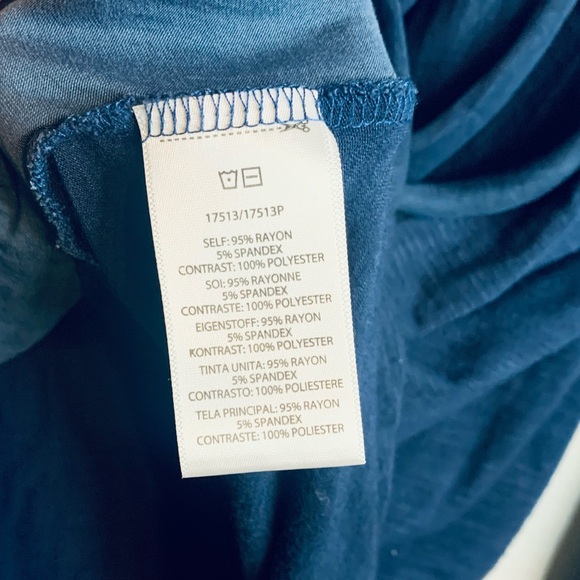 17513/17513P
SELF: 95% RAYON
5% SPANDEX
CONTRAST: 100% POLYESTER
SOI: 95% RAYONNE
5% SPANDEX
CONTRASTE: 100% POLYESTER
EIGENSTOFF: 95% RAYON
5% SPANDEX
KONTRAST: 100% POLYESTER
TINTA UNITA: 95% RAYON
5% SPANDEX
CONTRASTO: 100% POLIESTERE
TELA PRINCIPAL: 95% RAYON
5% SPANDEX
CONTRASTE: 100% POLIESTER